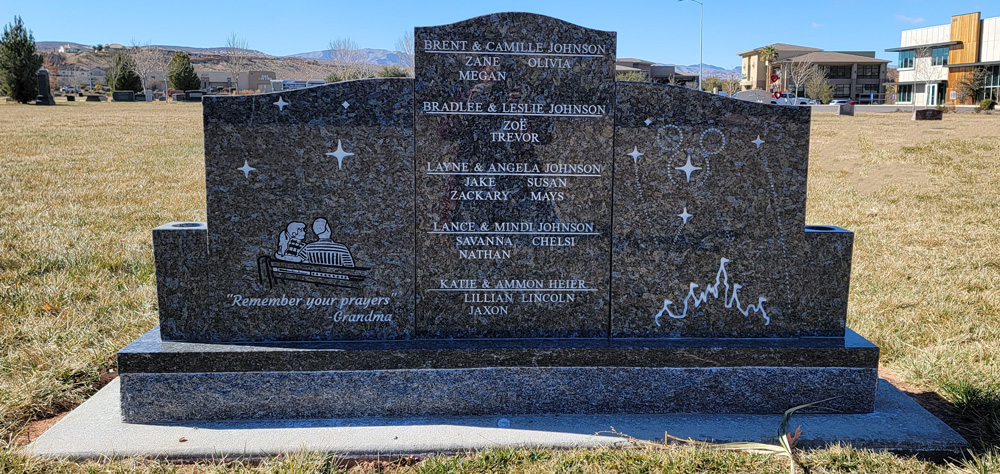 BRENT & CAMILLE JOHNSON
ZANE OLIVIA
MEGAN
BRADLEE & LESLIE JOHNSON
ZOË
TREVOR
LAYNE & ANGELA JOHNSON
JAKE SUSAN
ZACKARY MAYS
LANCE & MINDI JOHNSON
SAVANNA CHELSI
NATHAN
KATIE & AMMON HEIER
LILLIAN LINCOLN
JAXON
"Remember your prayers"
Grandma